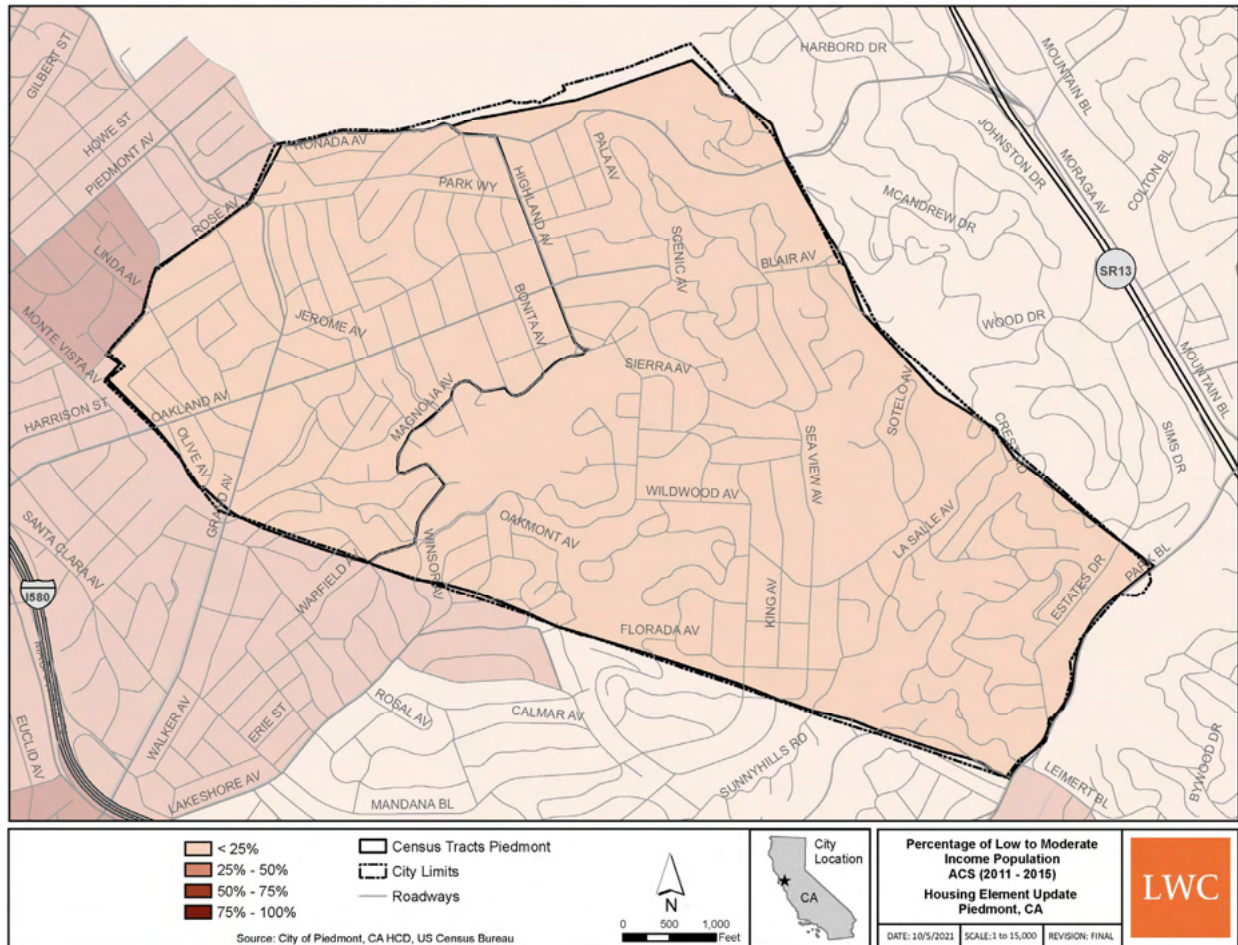 GILBERT ST
HOWE ST
PIEDMONT AV
HARBORD DR
MOUNTAIN BL
JOHNSTON DR
MORAGA AV
COLTON BL
RONADA AV
PALA AV
HIGHLAND AV
PARK WY
MCANDREW DR
ROSE AV
LINDA AV
SCENIC AV
BLAIR AV
SR13
JEROME AV
BONITA AV
WOOD DR
MONTE VISTA AV
SIERRA AV
MOUNTAIN BL
HARRISON ST
OAKLAND AV
MAGNOLIA AV
SOTELO AV
CREST RD
SIMS DR
OLIVE AV
SEA VIEW AV
WILDWOOD AV
GRAND AV
OAKMONT AV
LA SALLE AV
SANTA CLARA AV
WINSOR AV
PARK BL
WARFIELD AV
ESTATES DR
I580
KING AV
FLORADA AV
ROSAL AV
CALMAR AV
WALKER AV
ERIE ST
EUCLID AV
SUNNYHILLS RD
BYWOOD DR
LAKESHORE AV
MANDANA BL
LEIMERT BL
< 25%
25% - 50%
50% - 75%
75% - 100%
Census Tracts Piedmont
City Limits
Roadways
Source: City of Piedmont, CA HCD, US Census Bureau
N
0 500 1,000
Feet
City
Location
CA
Percentage of Low to Moderate
Income Population
ACS (2011 - 2015)
Housing Element Update
Piedmont, CA
DATE: 10/5/2021 SCALE:1 to 15,000 REVISION: FINAL
LWC